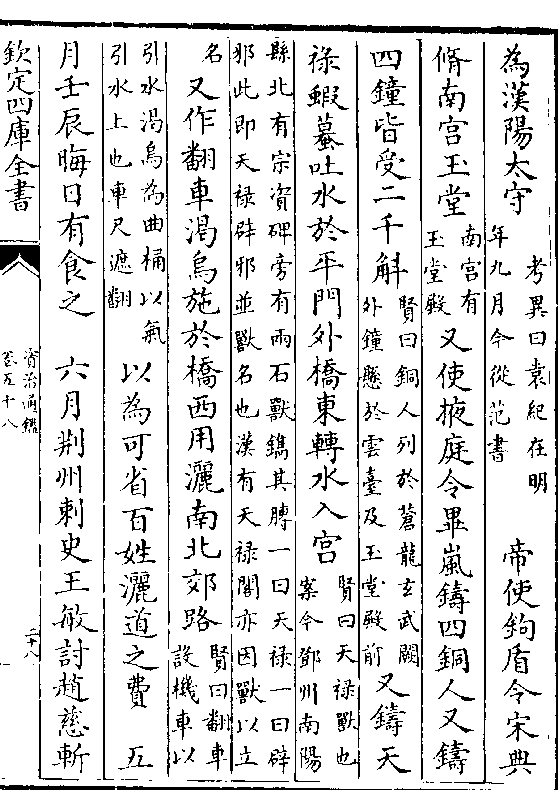 為漢陽太守
考異曰袁紀在明
年九月今從范書
帝使鉤盾令宋典
脩南宫玉堂
南宫有
玉堂殿
又使掖庭令畢嵐鑄四銅人又鑄
四鐘皆受二千斛
賢曰銅人列於蒼龍玄武闕
外鐘懸於雲臺及玉堂殿前
又鑄天
禄蝦蟇吐水於平門外橋東轉水入宫
賢曰天禄獸也
案今鄧州南陽
縣北有宗資碑旁有兩石獸鐫其膊一曰天禄一曰辟
邪此即天禄辟邪並獸名也漢有天禄閣亦因獸以立
名
又作翻車渴烏施於橋西用灑南北郊路
賢曰翻車
設機車以
引水渴烏為曲桶以氣
引水上也車尺遮翻
以為可省百姓灑道之費　五
月壬辰晦日有食之　六月荆州刺史王敏討趙慈斬
欽定四庫全書
資治通鑑
卷五十八
二十八